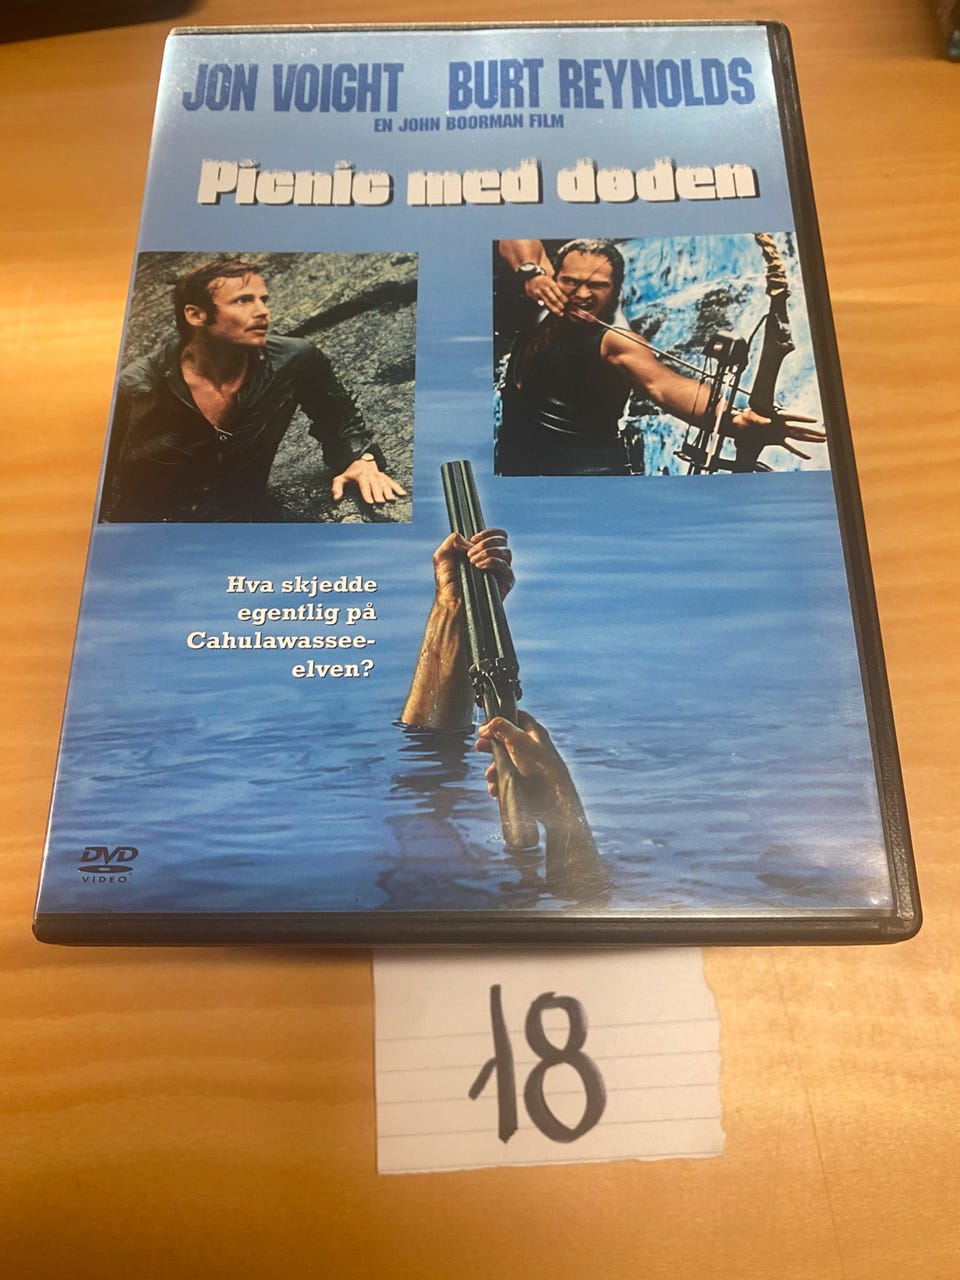 JON VOIGHT BURT REYNOLDS
EN JOHN BOORMAN FILM
Picnic med døden
Hva skjedde
egentlig på
Cahulawassee-
elven?
DVD
VIDEO
18